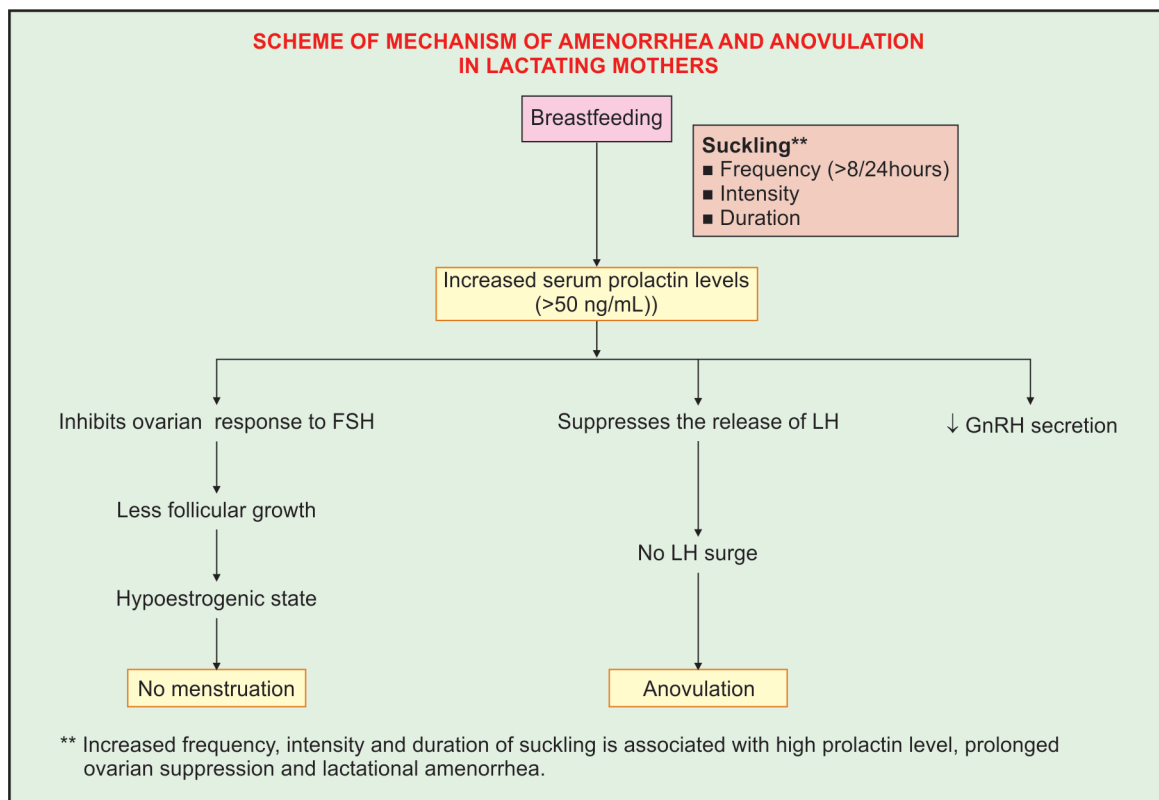 SCHEME OF MECHANISM OF AMENORRHEA AND ANOVULATION
IN LACTATING MOTHERS
Breastfeeding
Suckling**
■ Frequency (>8/24hours)
■ Intensity
■ Duration
Increased serum prolactin levels
(>50 ng/mL))
Inhibits ovarian response to FSH
Suppresses the release of LH
↓ GnRH secretion
Less follicular growth
No LH surge
Hypoestrogenic state
No menstruation
Anovulation
** Increased frequency, intensity and duration of suckling is associated with high prolactin level, prolonged
ovarian suppression and lactational amenorrhea.